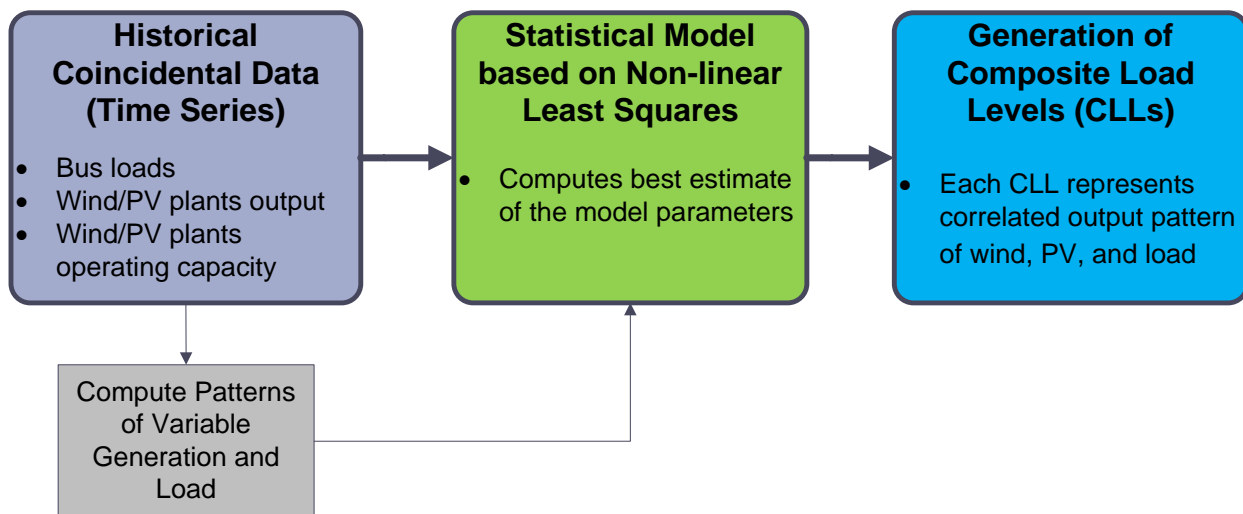 Historical
Coincidental Data
(Time Series)
• Bus loads
• Wind/PV plants output
• Wind/PV plants
operating capacity
Statistical Model
based on Non-linear
Least Squares
• Computes best estimate
of the model parameters
Generation of
Composite Load
Levels (CLLs)
• Each CLL represents
correlated output pattern
of wind, PV, and load
Compute Patterns
of Variable
Generation and
Load